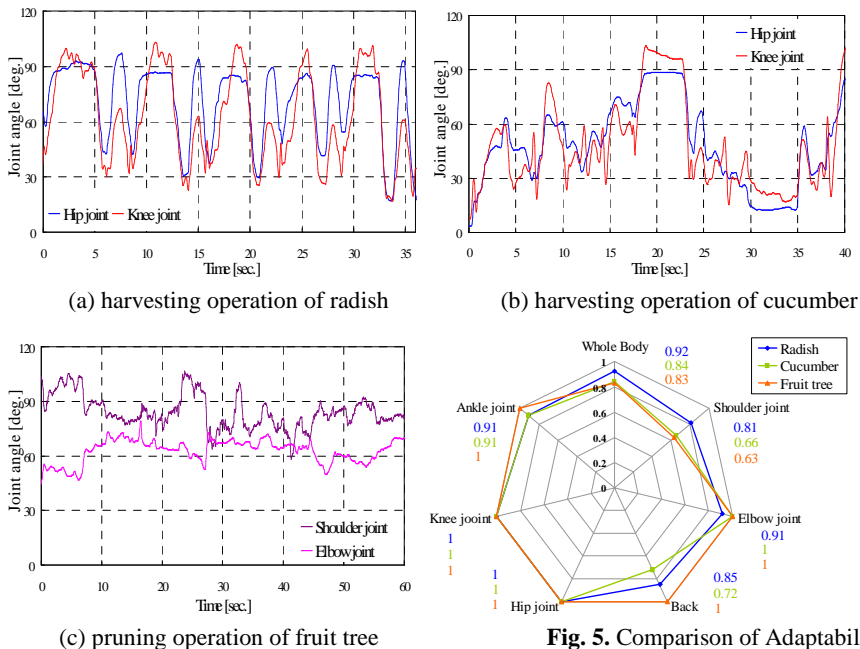 120
90
60
30
0
Joint angle [deg.]
Hip joint
Knee joint
0 5 10 15 20 25 30 35
Time [sec.]
(a) harvesting operation of radish
120
90
60
30
0
Joint angle [deg.]
Hip joint
Knee joint
0 5 10 15 20 25 30 35 40
Time [sec.]
(b) harvesting operation of cucumber
120
90
60
30
0
Joint angle [deg.]
Shoulder joint
Elbow joint
0 10 20 30 40 50 60
Time [sec.]
(c) pruning operation of fruit tree
Radish
Cucumber
Fruit tree
Whole Body
0.92
0.84
0.83
Shoulder joint
0.81
0.66
0.63
Elbow joint
0.91
1
1
Back
0.85
0.72
1
Hip joint
1
1
1
Knee jooint
1
1
1
Ankle joint
0.91
0.91
1
1
0.8
0.6
0.4
0.2
0
Fig. 5. Comparison of Adaptabil